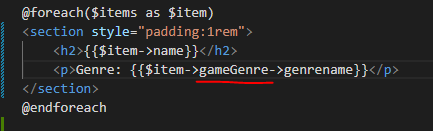 @foreach($items as $item)
<section style="padding:1rem">
<h2>{{$item->name}}</h2>
<p>Genre: {{$item->gameGenre->genrename}}</p>
</section>
@endforeach